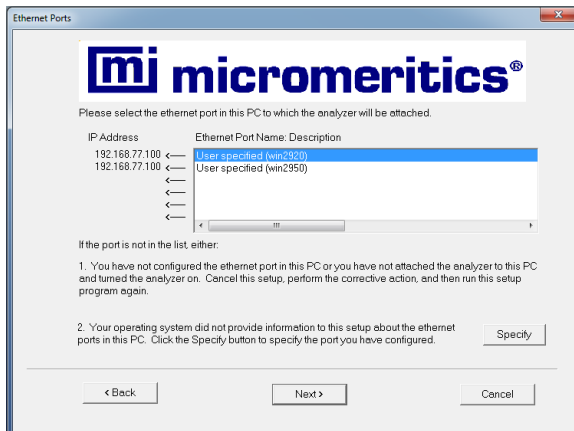 Ethernet Ports
mi micromeritics®
Please select the ethernet port in this PC to which the analyzer will be attached.
IP Address Ethernet Port Name: Description
192.168.77.100 <— User specified (win2920)
192.168.77.100 <— User specified (win2950)
<—
<—
<—
<—
If the port is not in the list, either:
1. You have not configured the ethernet port in this PC or you have not attached the analyzer to this PC
and turned the analyzer on. Cancel this setup, perform the corrective action, and then run this setup
program again.
2. Your operating system did not provide information to this setup about the ethernet
ports in this PC. Click the Specify button to specify the port you have configured.
Specify
< Back Next > Cancel